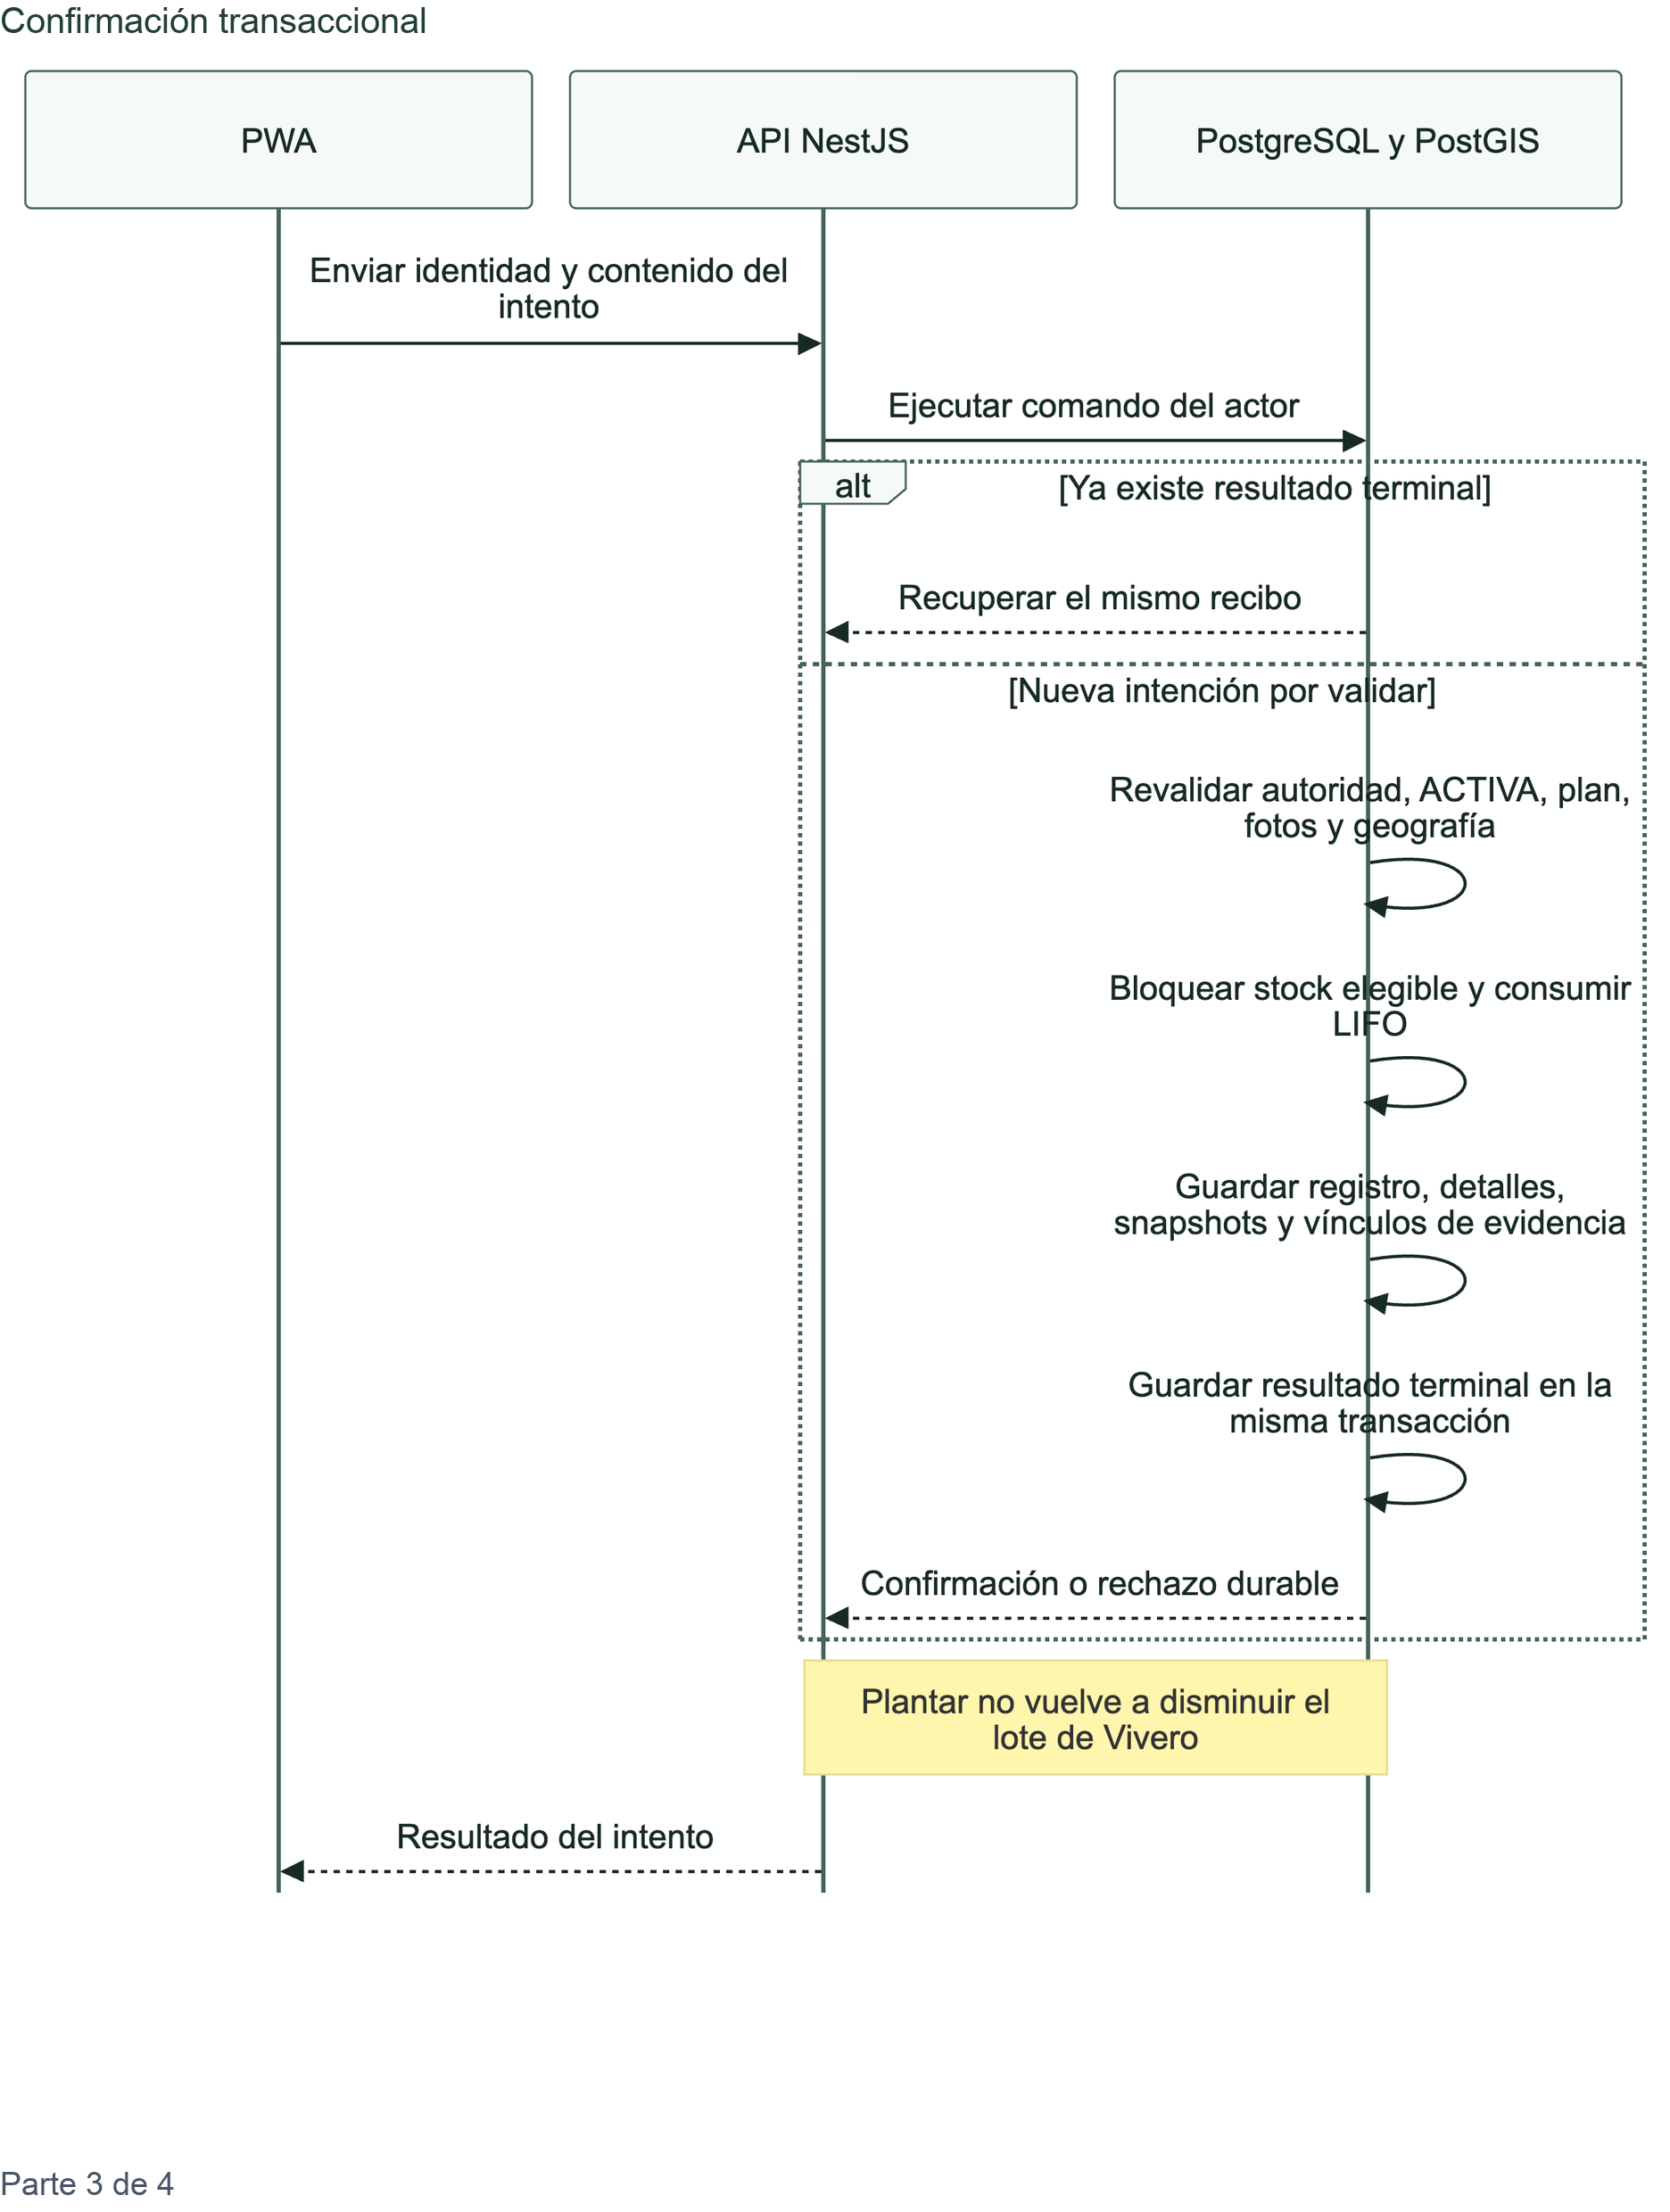 Confirmación transaccional
PWA
API NestJS
PostgreSQL y PostGIS
Enviar identidad y contenido del
intento
Ejecutar comando del actor
alt
[Ya existe resultado terminal]
Recuperar el mismo recibo
[Nueva intención por validar]
Revalidar autoridad, ACTIVA, plan,
fotos y geografía
Bloquear stock elegible y consumir
LIFO
Guardar registro, detalles,
snapshots y vínculos de evidencia
Guardar resultado terminal en la
misma transacción
Confirmación o rechazo durable
Plantar no vuelve a disminuir el
lote de Vivero
Resultado del intento
Parte 3 de 4